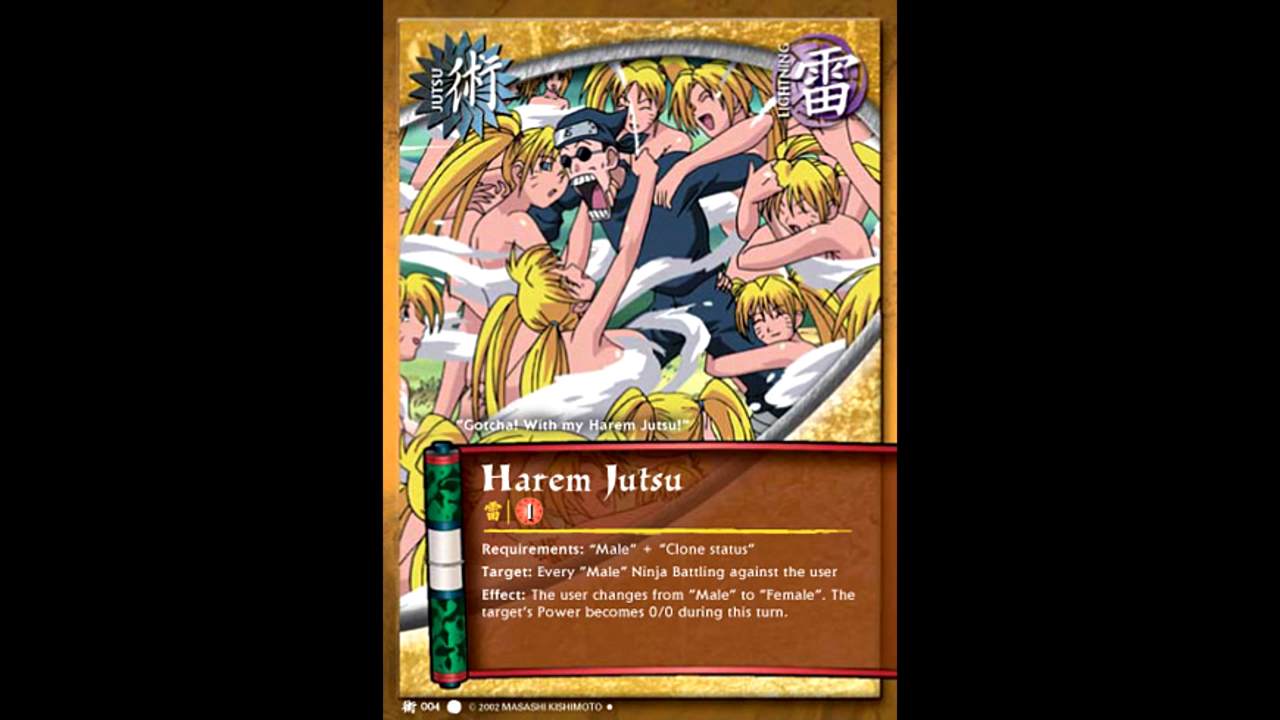 JUTSU 術
LIGHTNING 雷
"Gotcha! With my Harem Jutsu!"
Harem Jutsu
雷 1
Requirements: "Male" + "Clone status"
Target: Every "Male" Ninja Battling against the user
Effect: The user changes from "Male" to "Female". The
target's Power becomes 0/0 during this turn.
術 004 © 2002 MASASHI KISHIMOTO